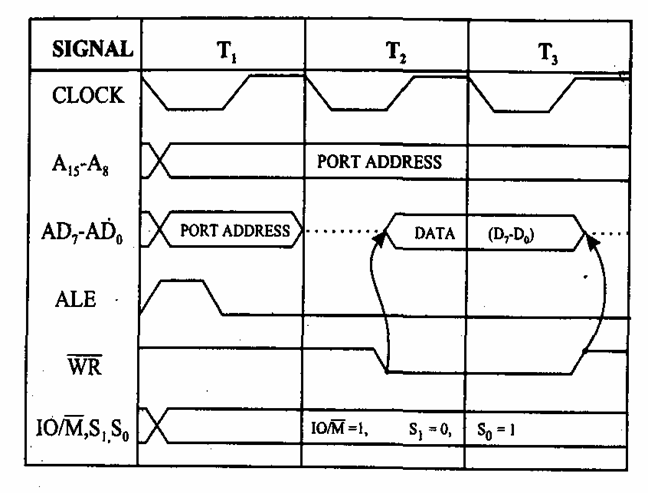 SIGNAL T₁ T₂ T₃
CLOCK
A₁₅-A₈ PORT ADDRESS
AD₇-AD₀ PORT ADDRESS DATA (D₇-D₀)
ALE
W̅R̅
IO/M̅,S₁,S₀ IO/M̅ =1, S₁ = 0, S₀ = 1